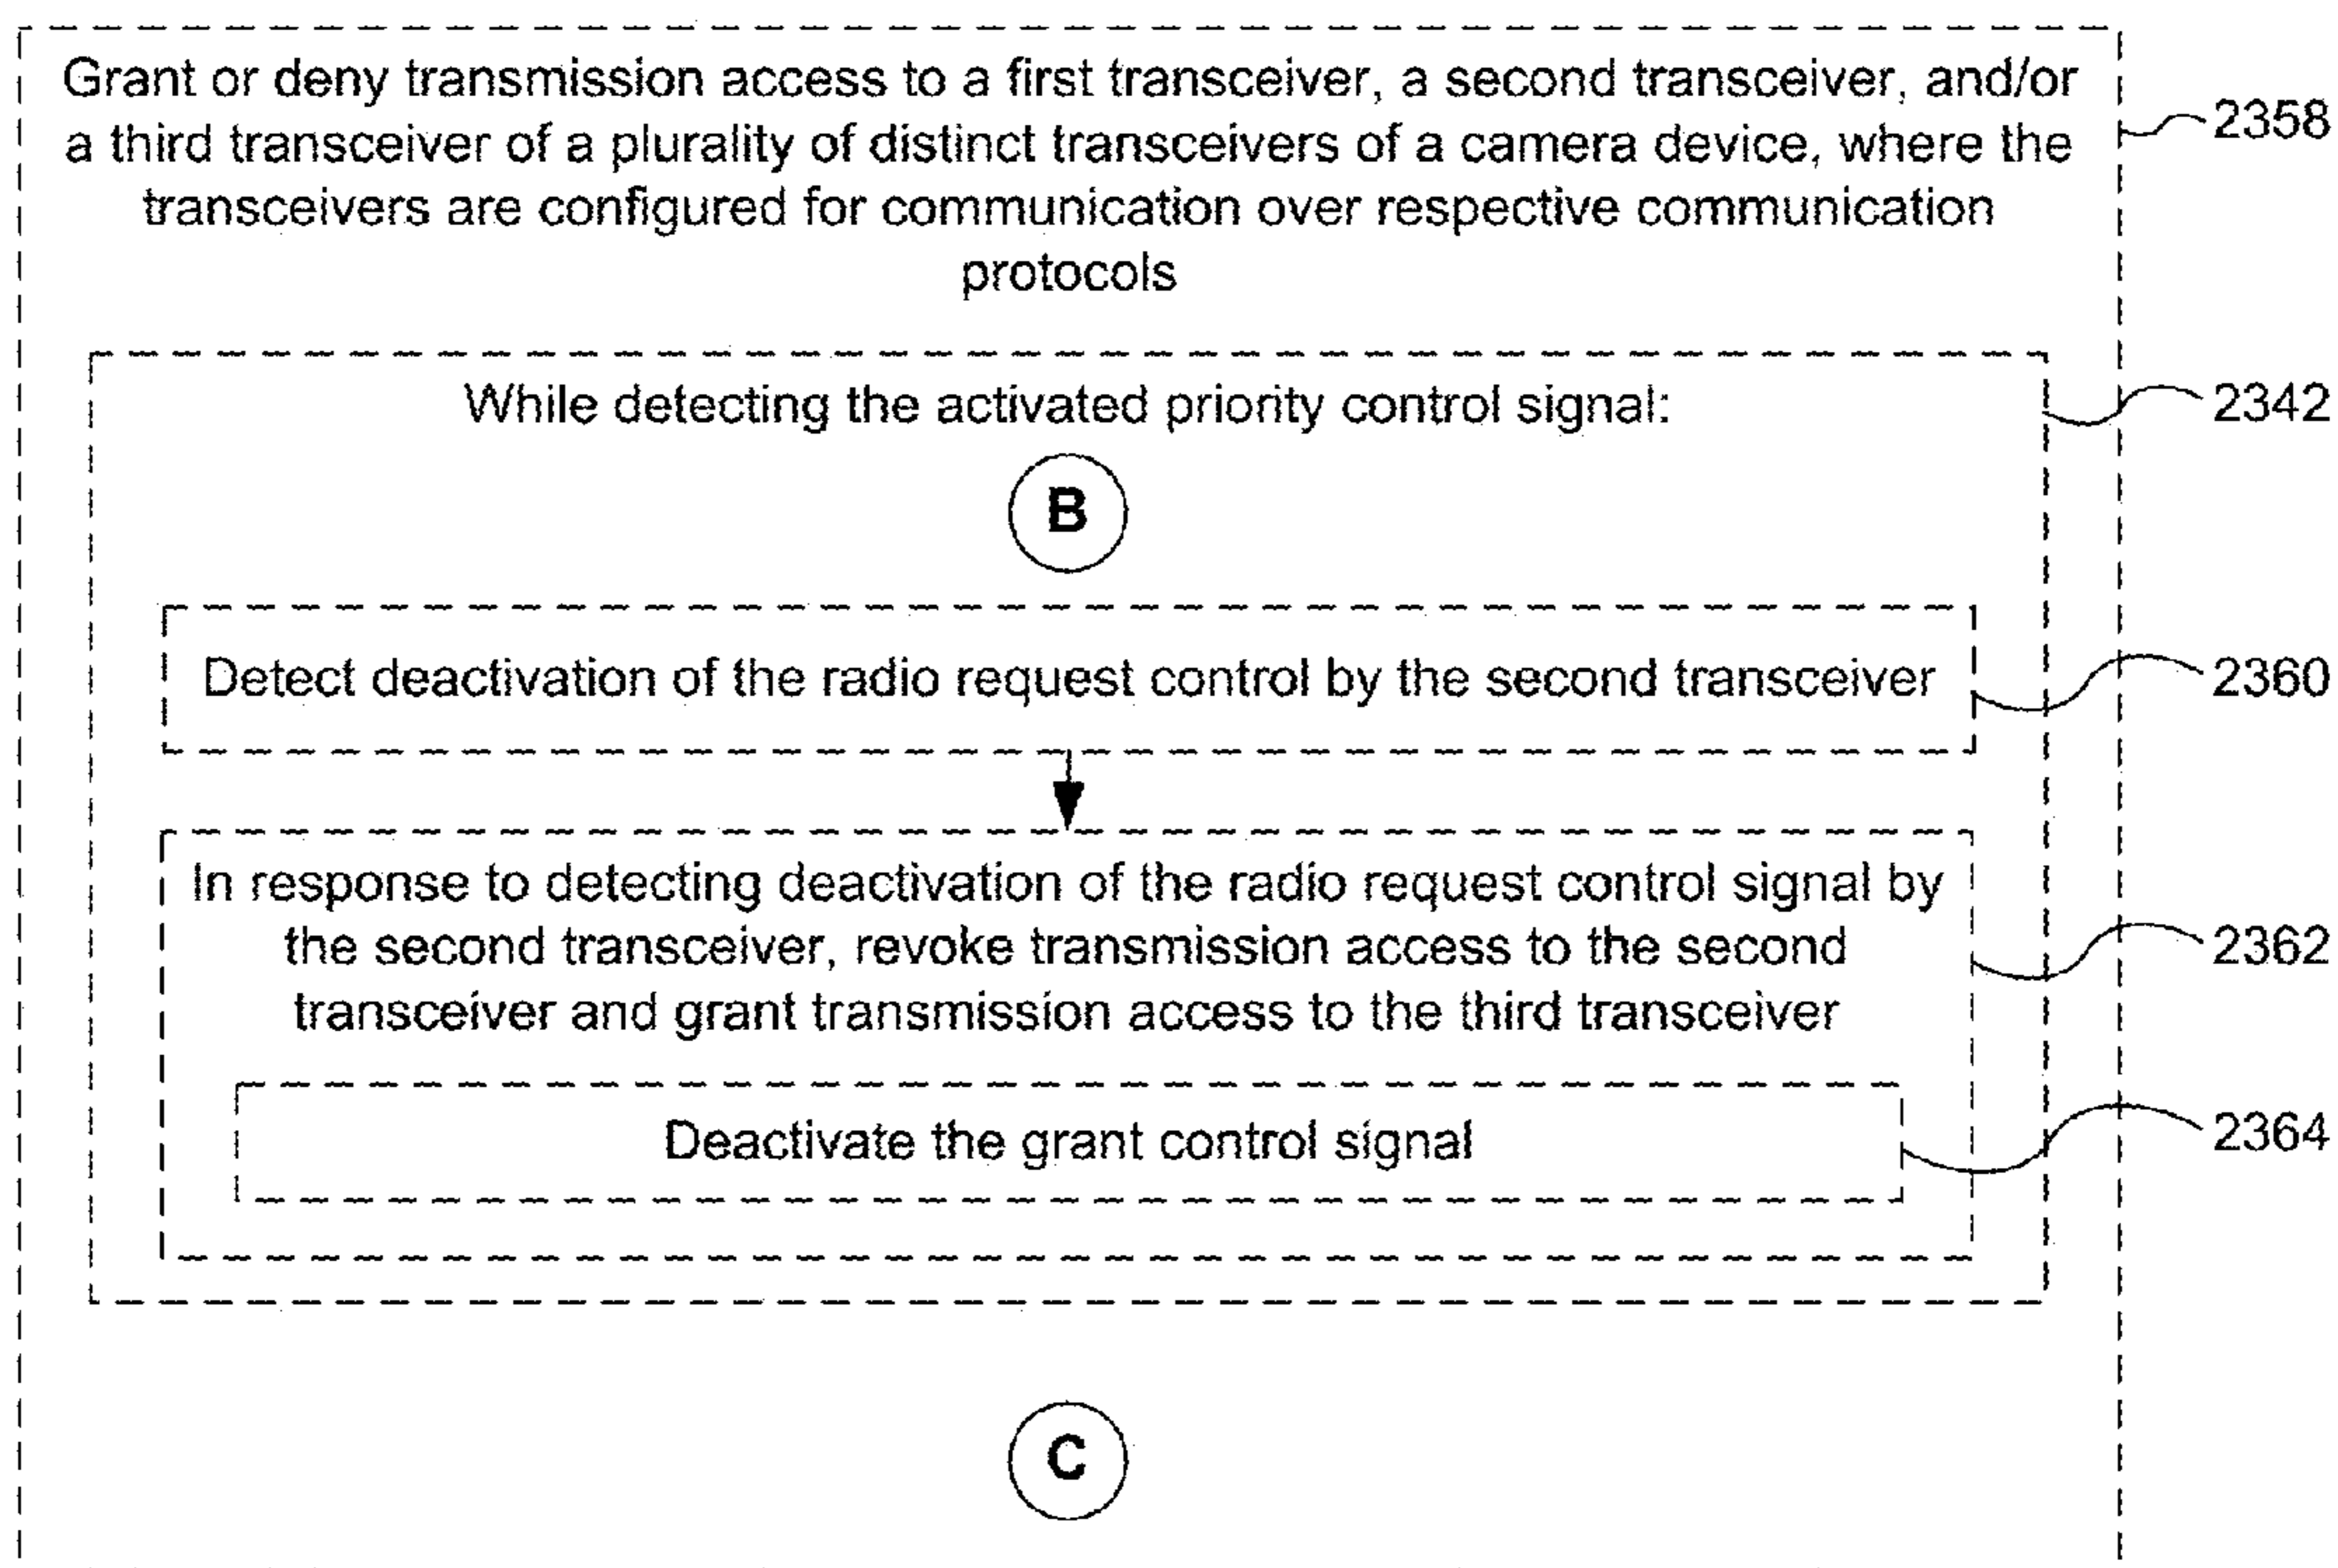 Grant or deny transmission access to a first transceiver, a second transceiver, and/or
a third transceiver of a plurality of distinct transceivers of a camera device, where the
transceivers are configured for communication over respective communication
protocols
2358
While detecting the activated priority control signal:
2342
B
Detect deactivation of the radio request control by the second transceiver
2360
In response to detecting deactivation of the radio request control signal by
the second transceiver, revoke transmission access to the second
transceiver and grant transmission access to the third transceiver
2362
Deactivate the grant control signal
2364
C